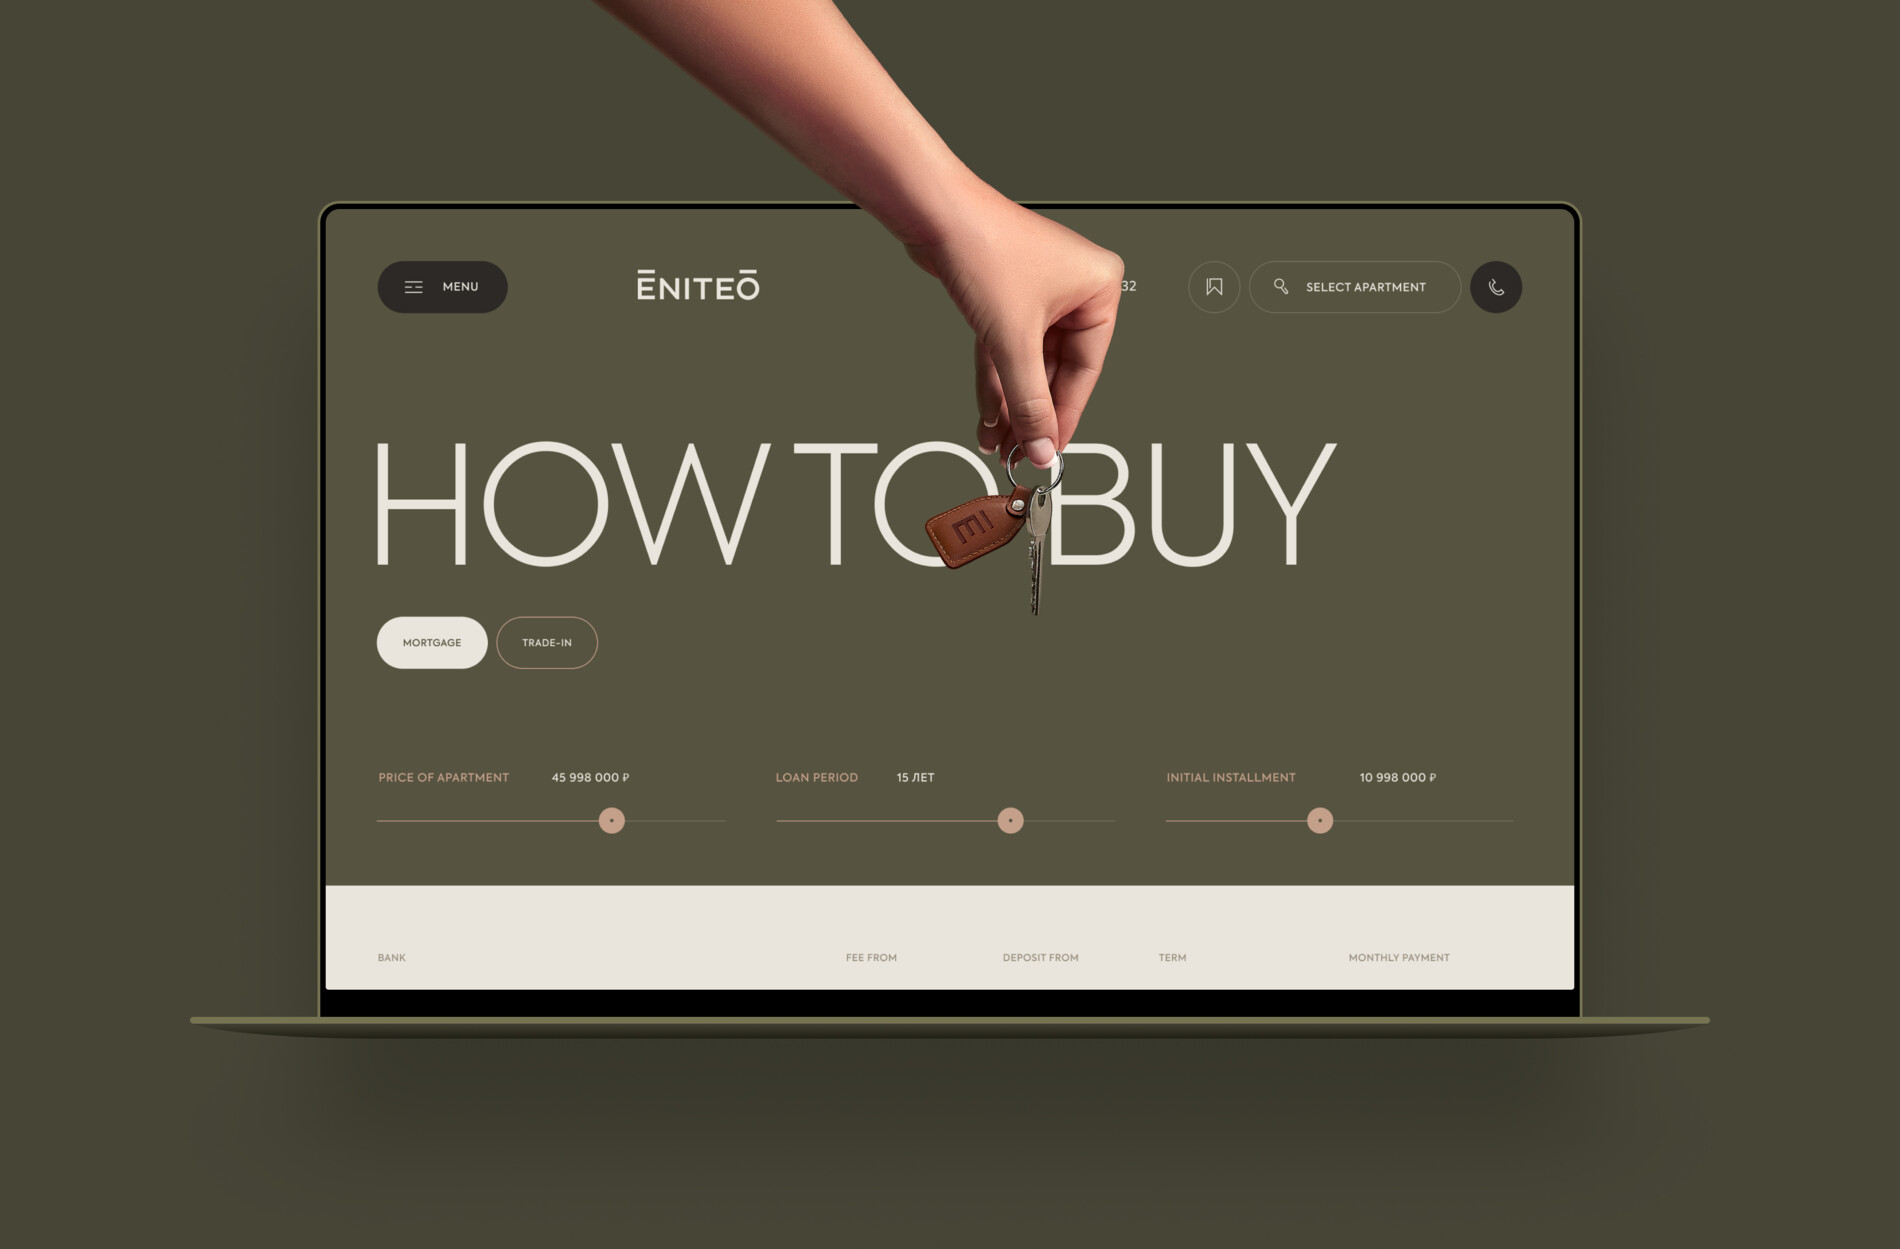 MENU
ĒNITEŌ
32
SELECT APARTMENT
HOW TO BUY
MORTGAGE
TRADE-IN
PRICE OF APARTMENT 45 998 000 ₽
LOAN PERIOD 15 ЛЕТ
INITIAL INSTALLMENT 10 998 000 ₽
BANK
FEE FROM
DEPOSIT FROM
TERM
MONTHLY PAYMENT